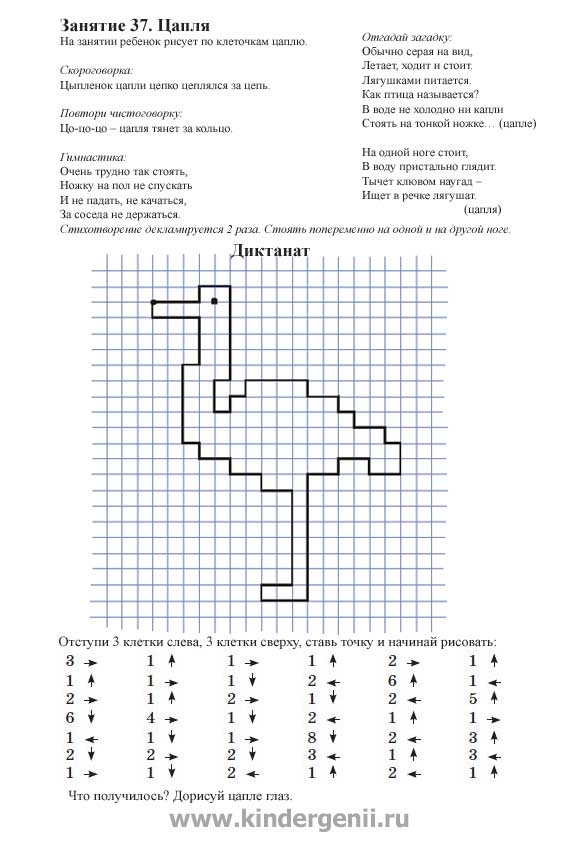 Занятие 37. Цапля
На занятии ребенок рисует по клеточкам цаплю.
Скороговорка:
Цыпленок цапли цепко цеплялся за цепь.
Повтори чистоговорку:
Цо-цо-цо – цапля тянет за кольцо.
Гимнастика:
Очень трудно так стоять,
Ножку на пол не спускать
И не падать, не качаться,
За соседа не держаться.
Отгадай загадку:
Обычно серая на вид,
Летает, ходит и стоит.
Лягушками питается.
Как птица называется?
В воде не холодно ни капли
Стоять на тонкой ножке… (цапле)
На одной ноге стоит,
В воду пристально глядит.
Тычет клювом наугад –
Ищет в речке лягушат.
(цапля)
Стихотворение декламируется 2 раза. Стоять попеременно на одной и на другой ноге.
Диктанат
Отступи 3 клетки слева, 3 клетки сверху, ставь точку и начинай рисовать:
3 → 1 ↑ 1 → 1 ↑ 2 → 1 ↑
1 ↑ 1 → 1 ↓ 2 ← 6 ↑ 1 ←
2 → 1 ↑ 2 → 1 ↓ 2 ← 5 ↑
6 ↓ 4 → 1 ↓ 2 ← 1 ↑ 1 →
1 ← 1 ↓ 1 → 8 ↓ 2 ← 3 ↑
2 ↓ 2 → 2 ↓ 3 ← 1 ↑ 3 ←
1 → 1 ↓ 2 ← 1 ↑ 2 ← 1 ↑
Что получилось? Дорисуй цапле глаз.
www.kindergenii.ru